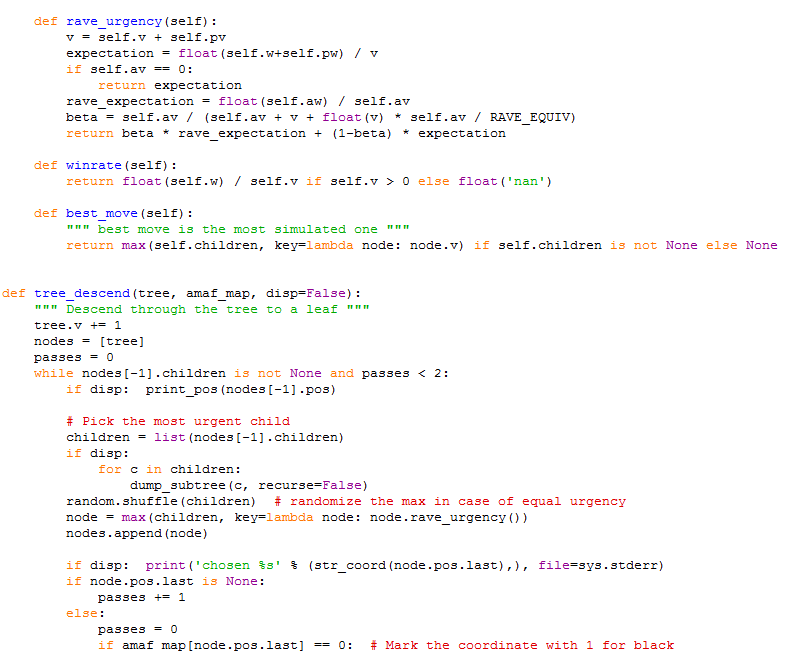 def rave_urgency(self):
v = self.v + self.pv
expectation = float(self.w+self.pw) / v
if self.av == 0:
return expectation
rave_expectation = float(self.aw) / self.av
beta = self.av / (self.av + v + float(v) * self.av / RAVE_EQUIV)
return beta * rave_expectation + (1-beta) * expectation
def winrate(self):
return float(self.w) / self.v if self.v > 0 else float('nan')
def best_move(self):
""" best move is the most simulated one """
return max(self.children, key=lambda node: node.v) if self.children is not None else None
def tree_descend(tree, amaf_map, disp=False):
""" Descend through the tree to a leaf """
tree.v += 1
nodes = [tree]
passes = 0
while nodes[-1].children is not None and passes < 2:
if disp:  print_pos(nodes[-1].pos)
# Pick the most urgent child
children = list(nodes[-1].children)
if disp:
for c in children:
dump_subtree(c, recurse=False)
random.shuffle(children)  # randomize the max in case of equal urgency
node = max(children, key=lambda node: node.rave_urgency())
nodes.append(node)
if disp:  print('chosen %s' % (str_coord(node.pos.last),), file=sys.stderr)
if node.pos.last is None:
passes += 1
else:
passes = 0
if amaf_map[node.pos.last] == 0:  # Mark the coordinate with 1 for black